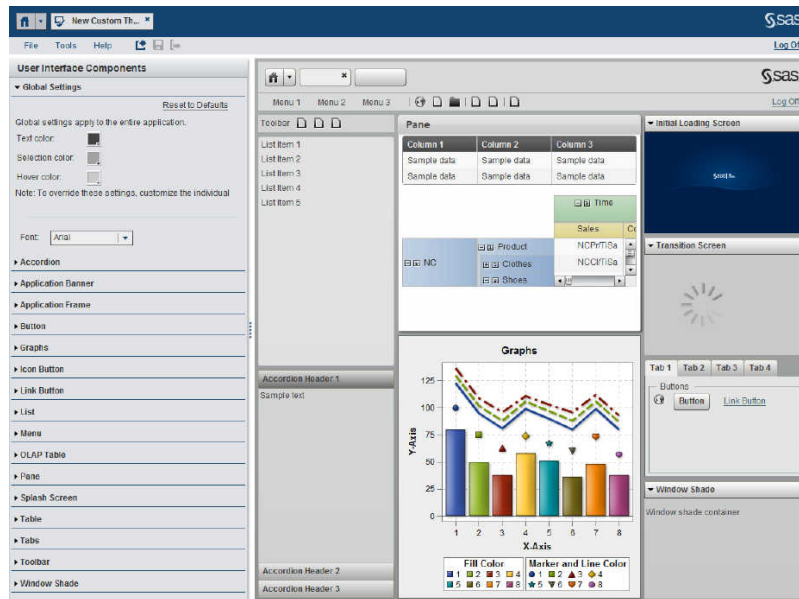 New Custom Th... ×
sas
File Tools Help
Log Of
User Interface Components
Global Settings
Reset to Defaults
Global settings apply to the entire application.
Text color:
Selection color:
Hover color:
Note: To override these settings, customize the individual
Font: Arial
Accordion
Application Banner
Application Frame
Button
Graphs
Icon Button
Link Button
List
Menu
OLAP Table
Pane
Splash Screen
Table
Tabs
Toolbar
Window Shade
×
sas
Menu 1 Menu 2 Menu 3
Log Off
Toolbar
List Item 1
List Item 2
List Item 3
List Item 4
List Item 5
Accordion Header 1
Sample text
Accordion Header 2
Accordion Header 3
Pane
Column 1 Column 2 Column 3
Sample data Sample data Sample data
Sample data Sample data Sample data
Time
Sales Co
NC Product NCPr/TiSa
Clothes NCCl/TiSa
Shoes
Graphs
Y-Axis
125
100
75
50
25
0
1 2 3 4 5 6 7 8
X-Axis
Fill Color Marker and Line Color
1 2 3 4 1 2 3 4
5 6 7 8 5 6 7 8
Initial Loading Screen
Transition Screen
Tab 1 Tab 2 Tab 3 Tab 4
Buttons
Button Link Button
Window Shade
Window shade container